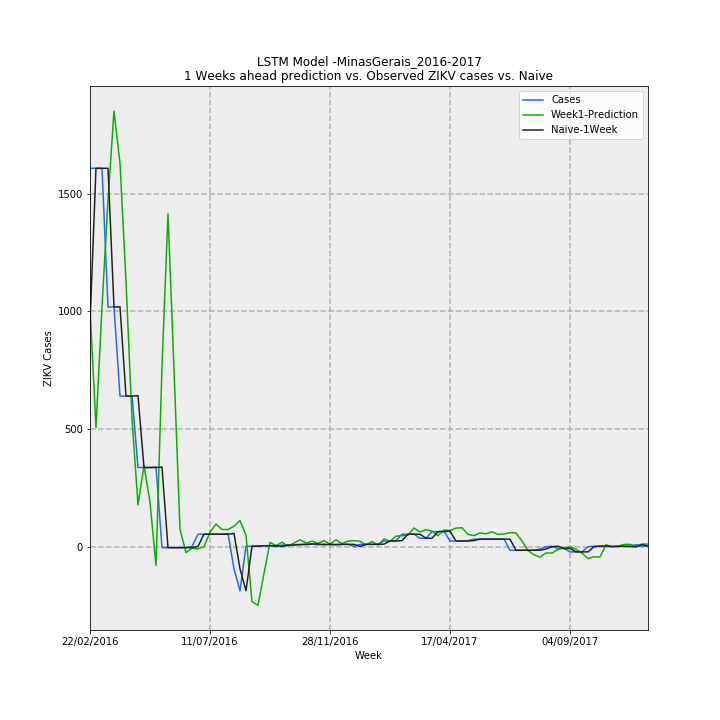 LSTM Model -MinasGerais_2016-2017
1 Weeks ahead prediction vs. Observed ZIKV cases vs. Naive
Cases
Week1-Prediction
Naive-1Week
1500
1000
500
0
ZIKV Cases
22/02/2016
11/07/2016
28/11/2016
17/04/2017
04/09/2017
Week